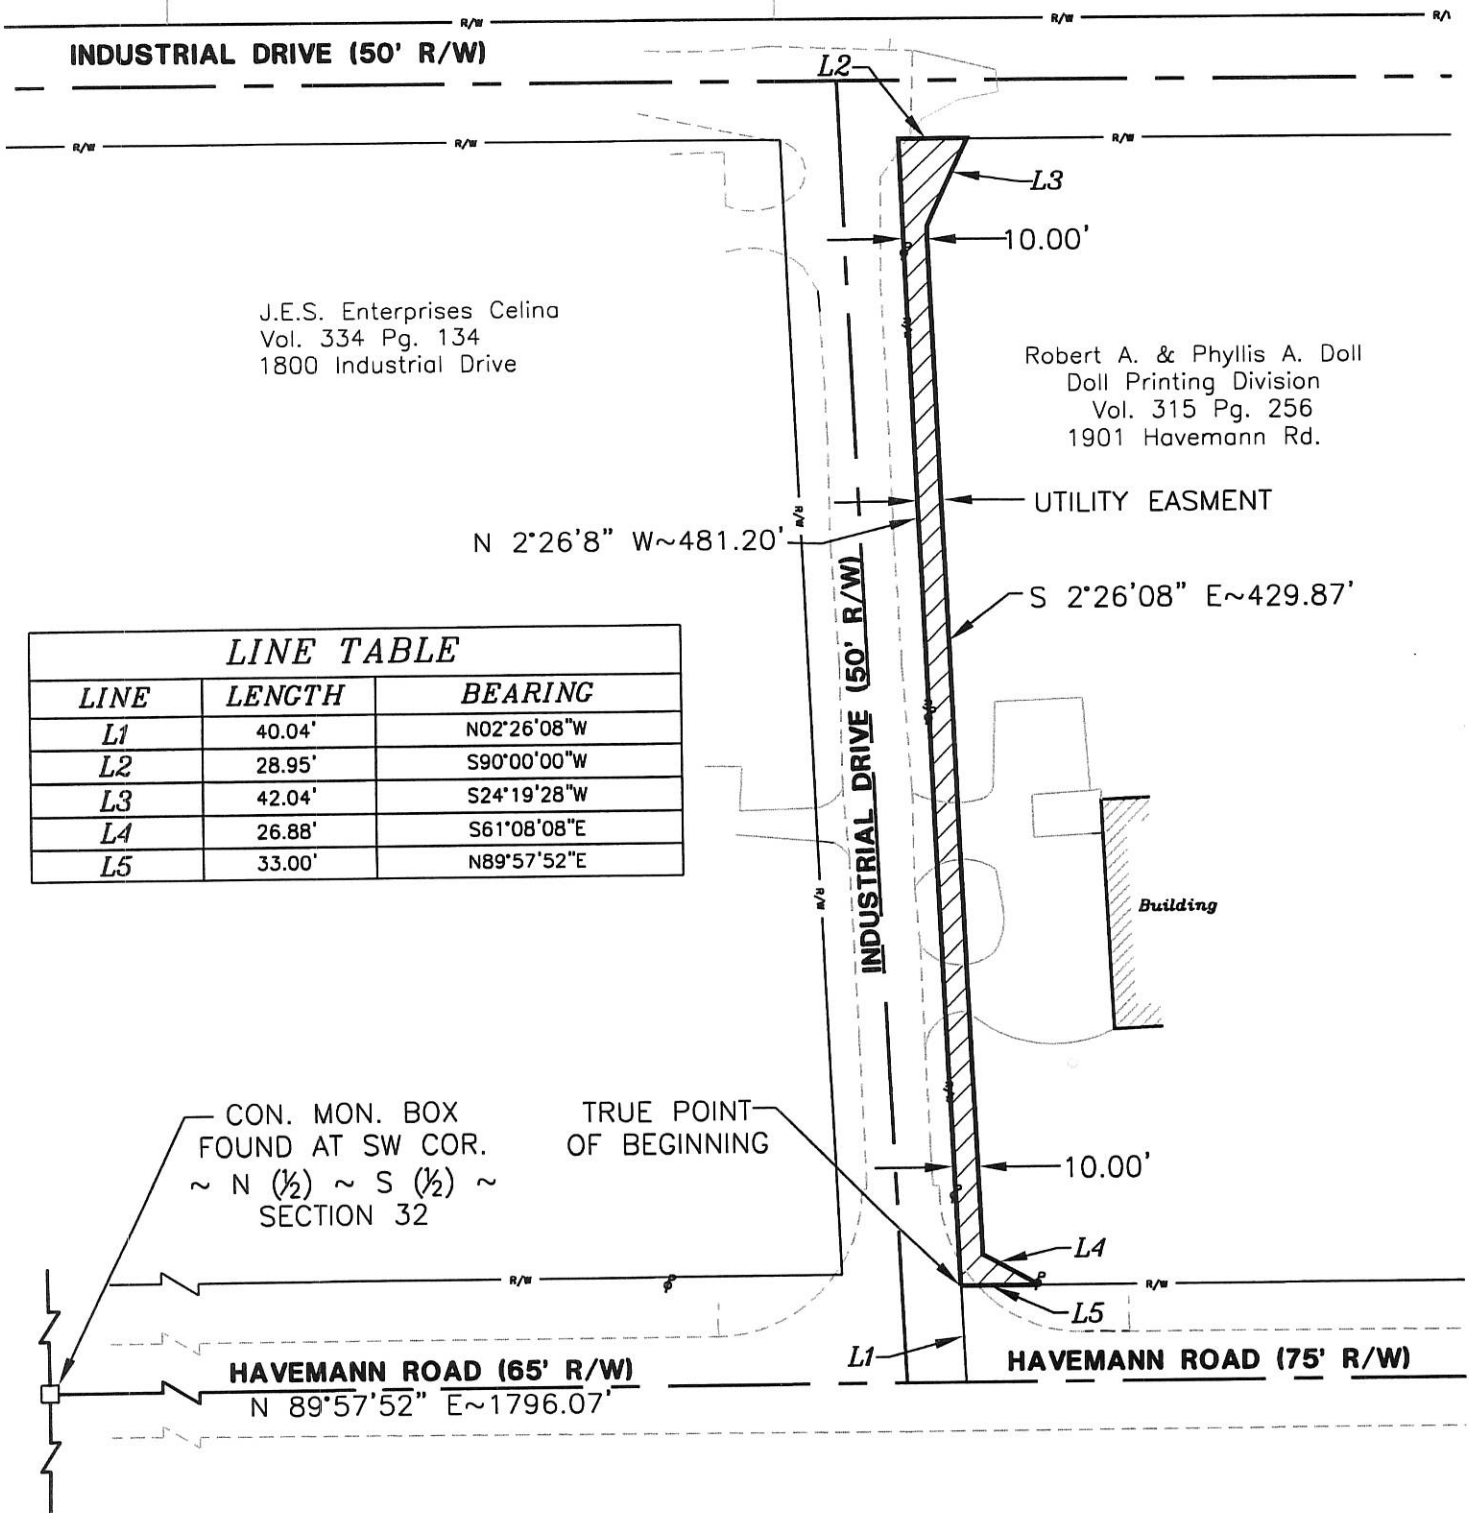 R/W
R/W
INDUSTRIAL DRIVE (50' R/W)
L2
R/W
R/W
R/W
L3
10.00'
J.E.S. Enterprises Celina
Vol. 334 Pg. 134
1800 Industrial Drive
Robert A. & Phyllis A. Doll
Doll Printing Division
Vol. 315 Pg. 256
1901 Havemann Rd.
R/W
R/W
UTILITY EASMENT
N 2°26'8" W~481.20'
INDUSTRIAL DRIVE (50' R/W)
S 2°26'08" E~429.87'
LINE TABLE
LINE LENGTH BEARING
L1 40.04' N02°26'08"W
L2 28.95' S90°00'00"W
L3 42.04' S24°19'28"W
L4 26.88' S61°08'08"E
L5 33.00' N89°57'52"E
R/W
Building
R/W
CON. MON. BOX
FOUND AT SW COR.
~ N (½) ~ S (½) ~
SECTION 32
TRUE POINT
OF BEGINNING
10.00'
L4
R/W
R/W
L5
L1
HAVEMANN ROAD (65' R/W)
HAVEMANN ROAD (75' R/W)
N 89°57'52" E~1796.07'